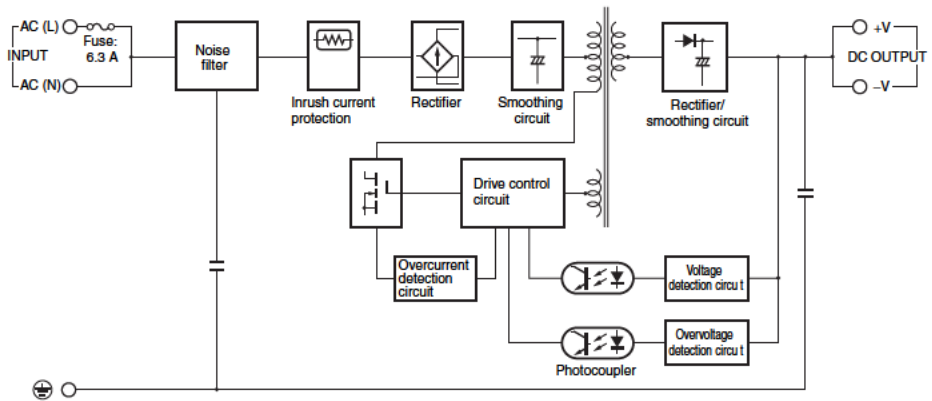 AC (L)
Fuse:
6.3 A
INPUT
AC (N)
Noise
filter
Inrush current
protection
Rectifier
Smoothing
circuit
Rectifier/
smoothing circuit
+V
DC OUTPUT
–V
Drive control
circuit
Overcurrent
detection
circuit
Voltage
detection circu t
Overvoltage
detection circu t
Photocoupler